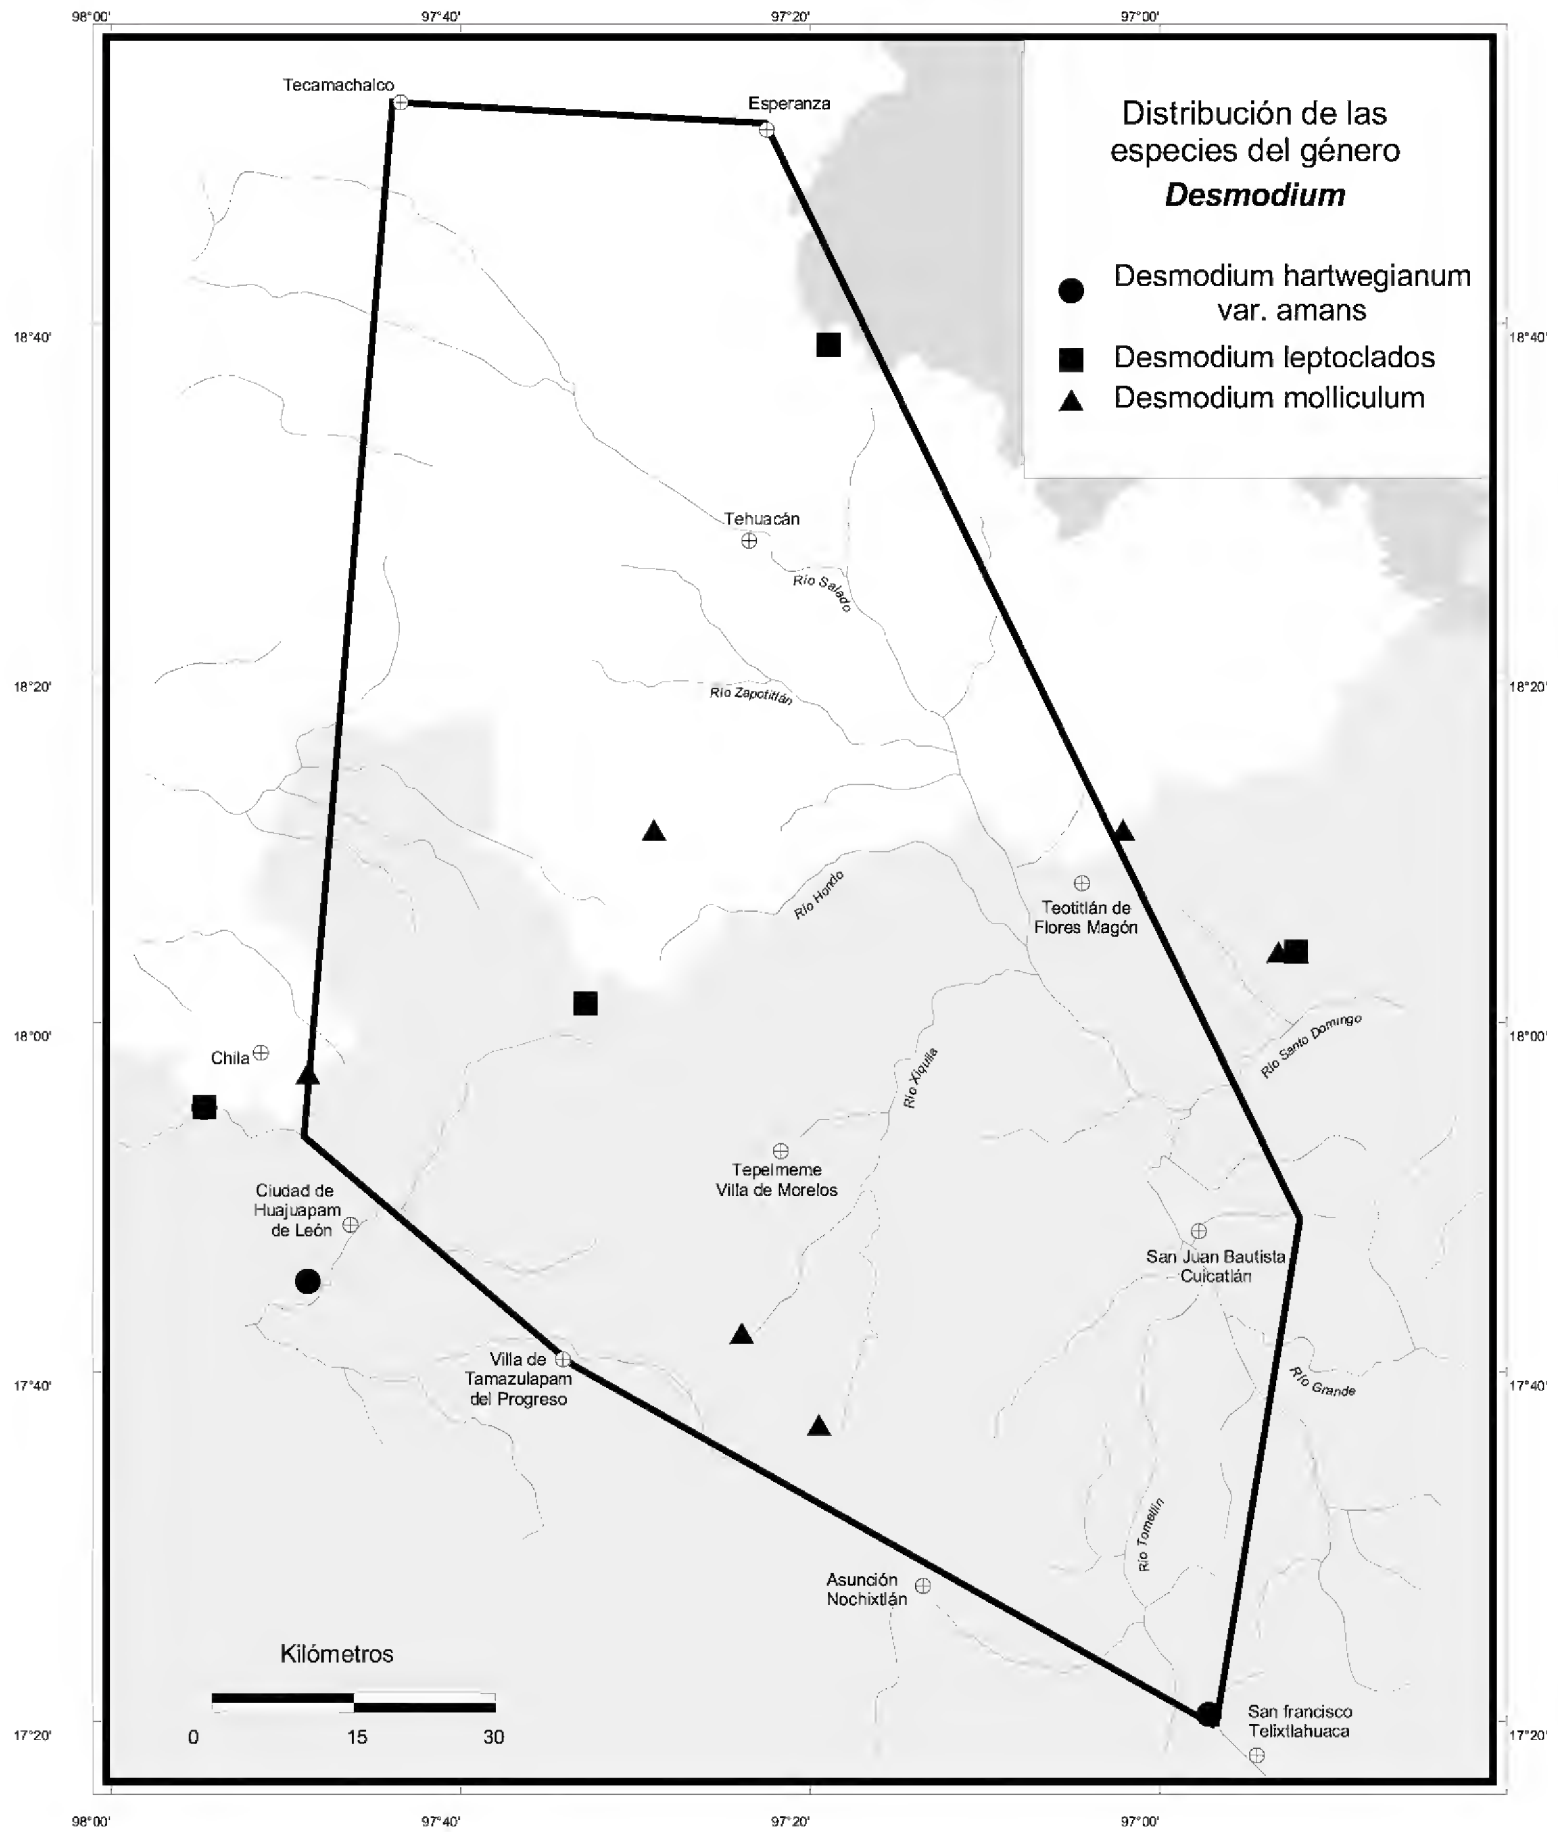 98°00'
97°40'
97°20'
97°00'
Tecamachalco
Esperanza
Distribución de las
especies del género
Desmodium
Desmodium hartwegianum
var. amans
Desmodium leptoclados
Desmodium molliculum
18°40'
18°40'
Tehuacán
Río Salado
18°20'
18°20'
Río Zapotitlán
Río Hondo
Teotitlán de
Flores Magón
18°00'
18°00'
Río Santo Domingo
Chila
Río Xiquila
Tepelmeme
Villa de Morelos
Ciudad de
Huajuapam
de León
San Juan Bautista
Cuicatlán
Villa de
Tamazulapam
del Progreso
17°40'
17°40'
Río Grande
Río Tomellín
Asunción
Nochixtlán
Kilómetros
0 15 30
San francisco
Telixtlahuaca
17°20'
17°20'
98°00'
97°40'
97°20'
97°00'